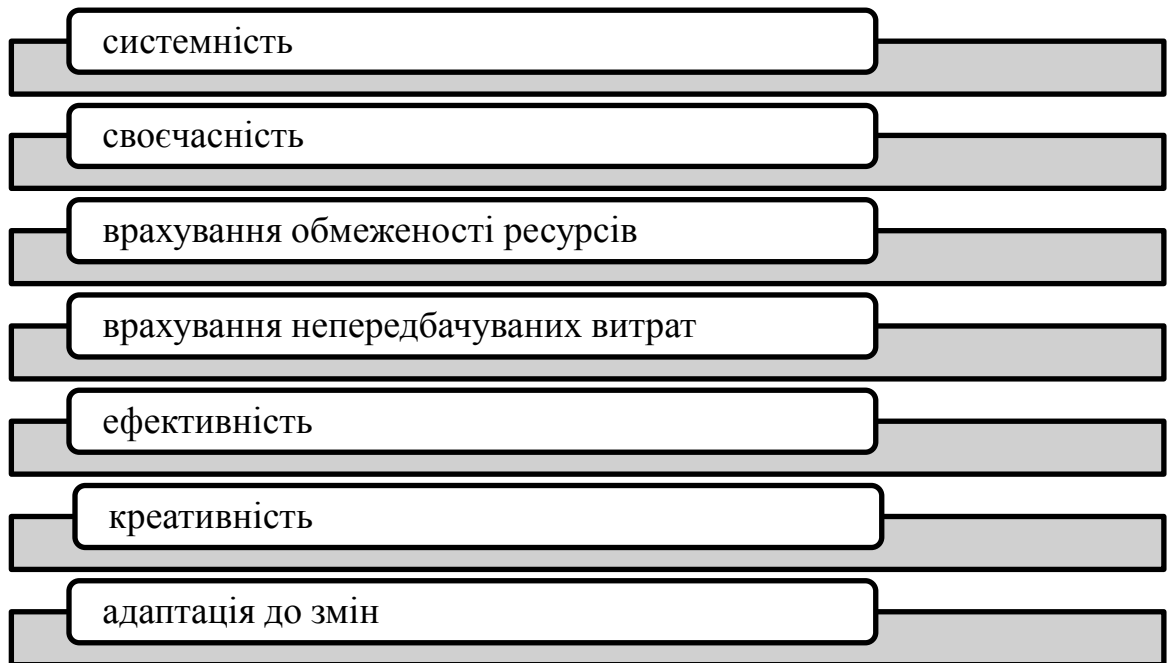 системність
своєчасність
врахування обмеженості ресурсів
врахування непередбачуваних витрат
ефективність
креативність
адаптація до змін